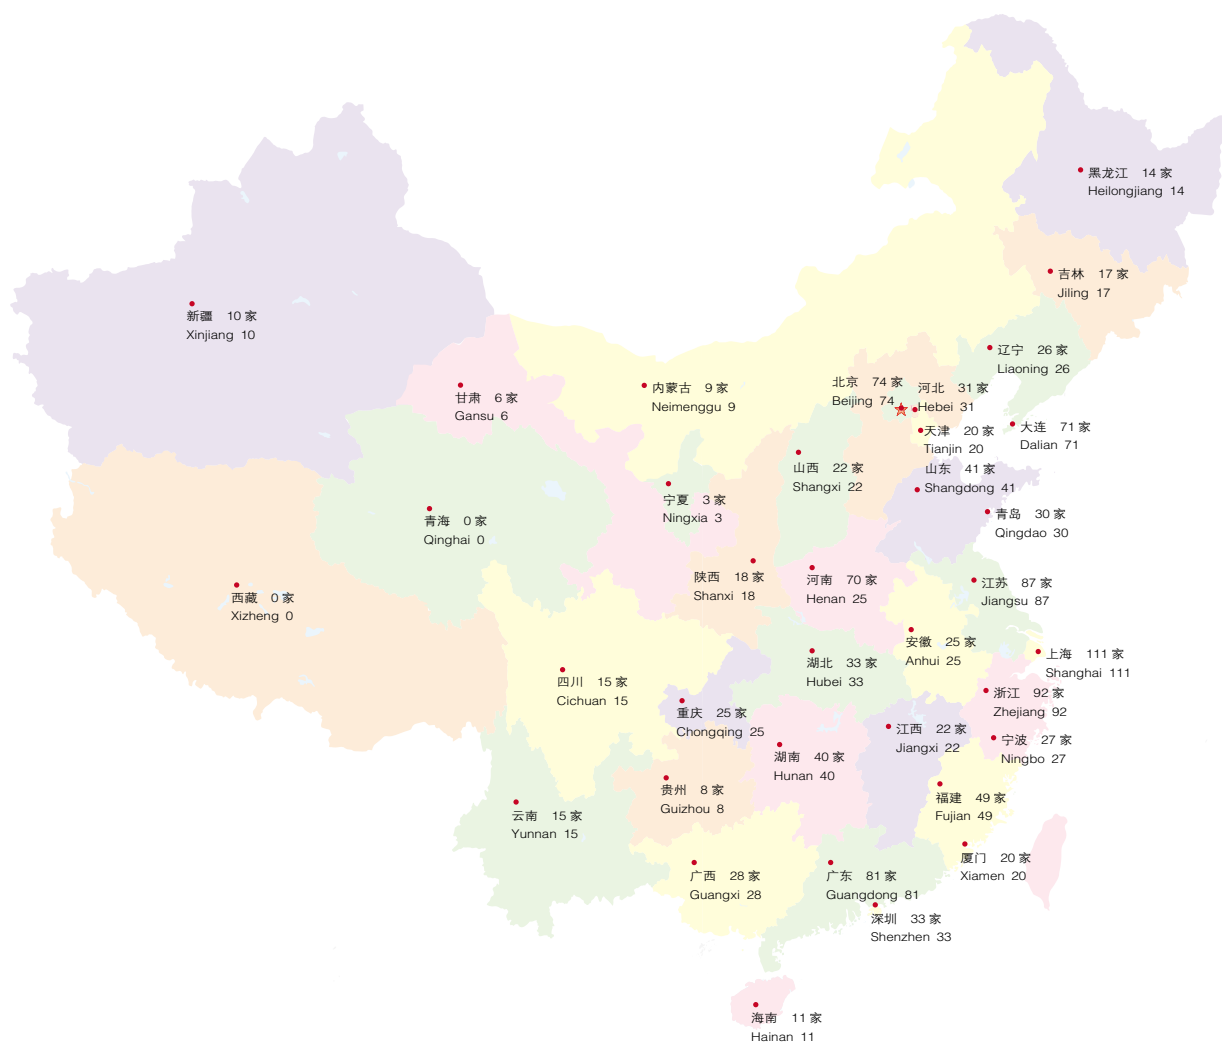 黑龙江 14 家
Heilongjiang 14
吉林 17 家
Jiling 17
新疆 10 家
Xinjiang 10
辽宁 26 家
Liaoning 26
甘肃 6 家
Gansu 6
内蒙古 9 家
Neimenggu 9
北京 74 家
Beijing 74
河北 31 家
Hebei 31
大连 71 家
Dalian 71
天津 20 家
Tianjin 20
山西 22 家
Shangxi 22
山东 41 家
Shangdong 41
宁夏 3 家
Ningxia 3
青海 0 家
Qinghai 0
青岛 30 家
Qingdao 30
陕西 18 家
Shanxi 18
河南 70 家
Henan 25
江苏 87 家
Jiangsu 87
西藏 0 家
Xizheng 0
安徽 25 家
Anhui 25
上海 111 家
Shanghai 111
湖北 33 家
Hubei 33
四川 15 家
Cichuan 15
浙江 92 家
Zhejiang 92
重庆 25 家
Chongqing 25
江西 22 家
Jiangxi 22
宁波 27 家
Ningbo 27
湖南 40 家
Hunan 40
贵州 8 家
Guizhou 8
福建 49 家
Fujian 49
云南 15 家
Yunnan 15
厦门 20 家
Xiamen 20
广西 28 家
Guangxi 28
广东 81 家
Guangdong 81
深圳 33 家
Shenzhen 33
海南 11 家
Hainan 11